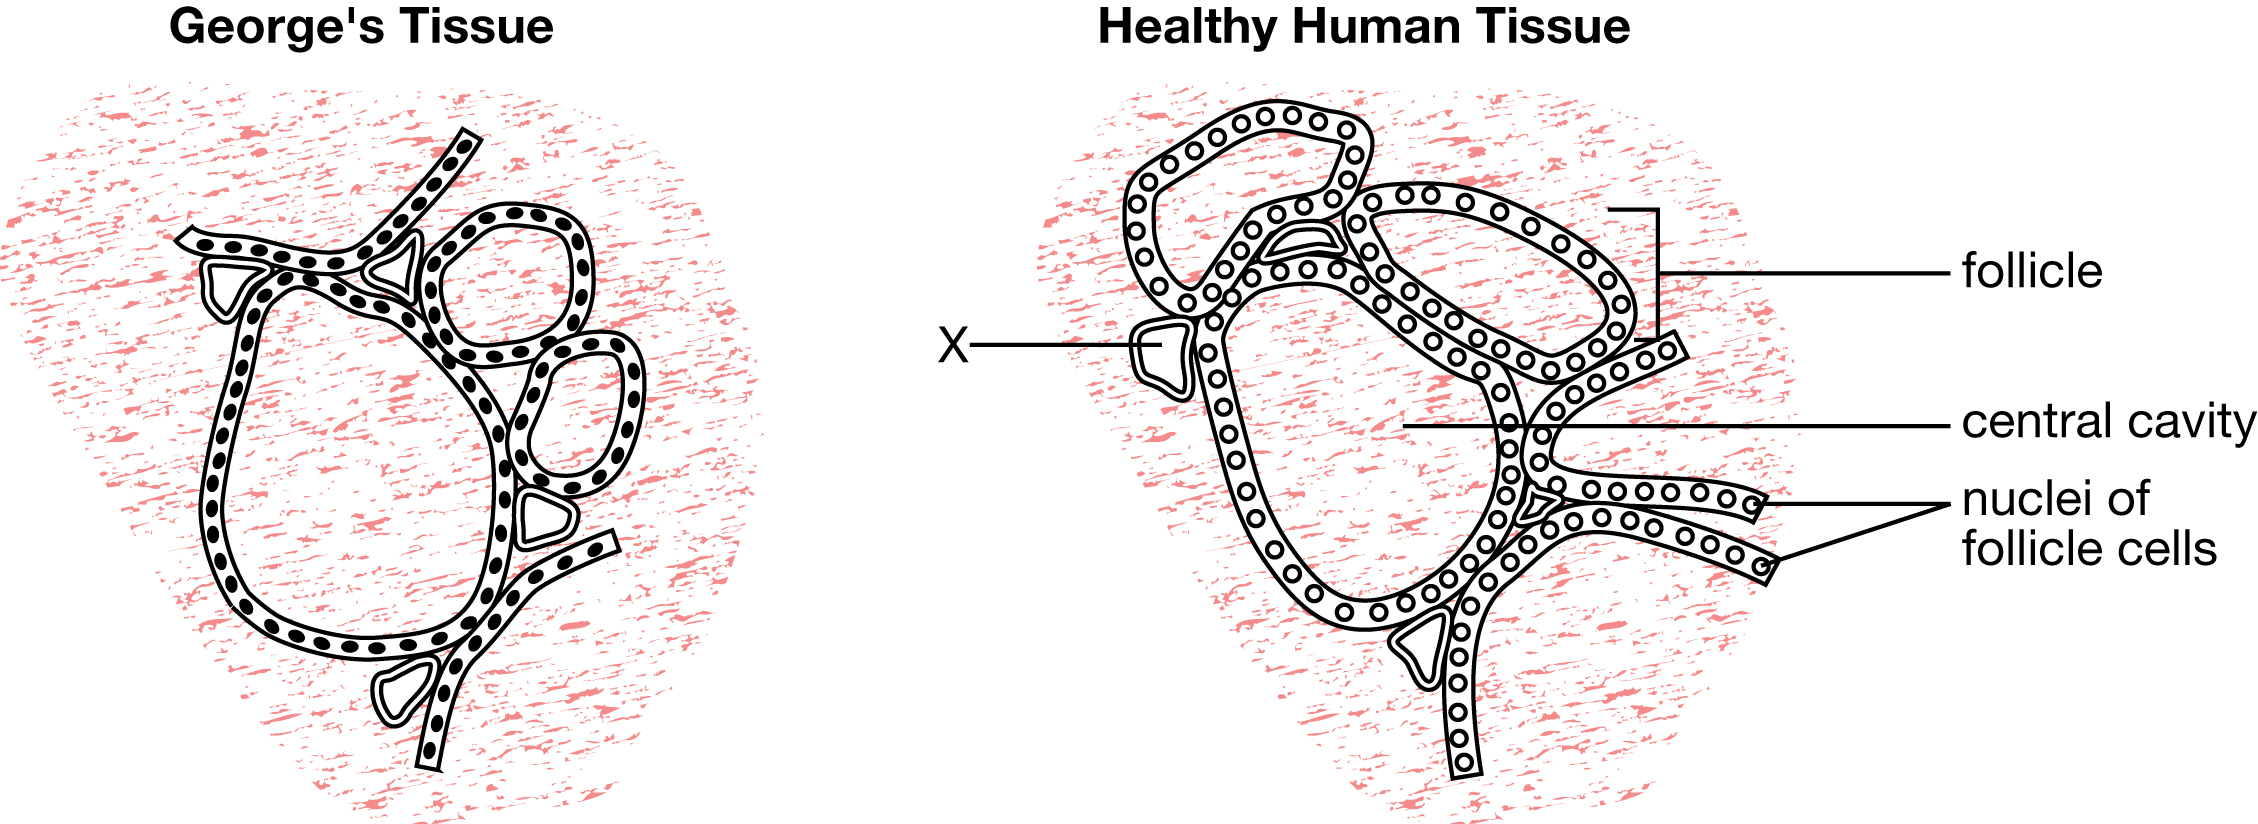 George's Tissue
Healthy Human Tissue
follicle
X
central cavity
nuclei of
follicle cells